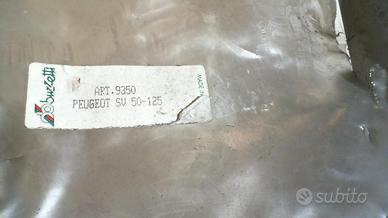 buzzetti
ART.9350
PEUGEOT SV 50-125
MADE IN
subito